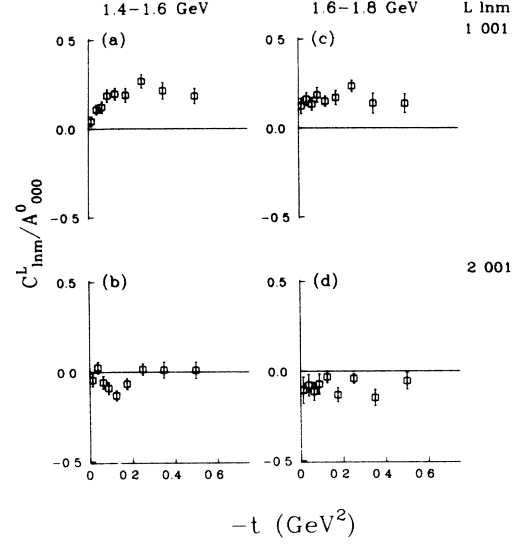 1.4−1.6 GeV 1.6−1.8 GeV L lnm
1 001
0.5 (a) 0.5 (c)
0.0 0.0
−0 5 −0 5
C^L_lnm/A^0_000
2 001
0.5 (b) 0.5 (d)
0.0 0.0
−0 5 −0 5
0 0 2 0 4 0 6 0 0 2 0 4 0 6
−t (GeV²)